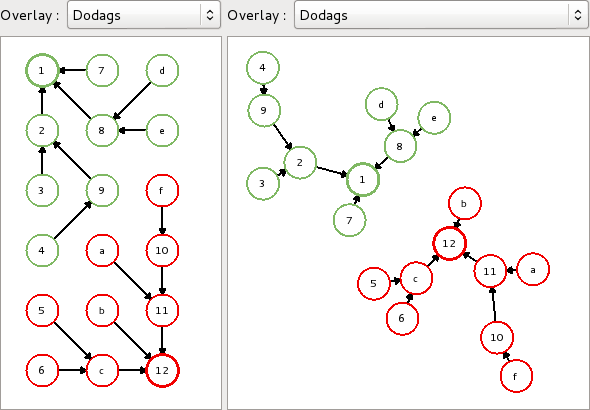 Overlay : Dodags
Overlay : Dodags
1 7 d
2 8 e
3 9 f
4 a 10
5 b 11
6 c 12
4
9
d
e
8
2
1
3
7
b
12
11
a
c
5
6
10
f